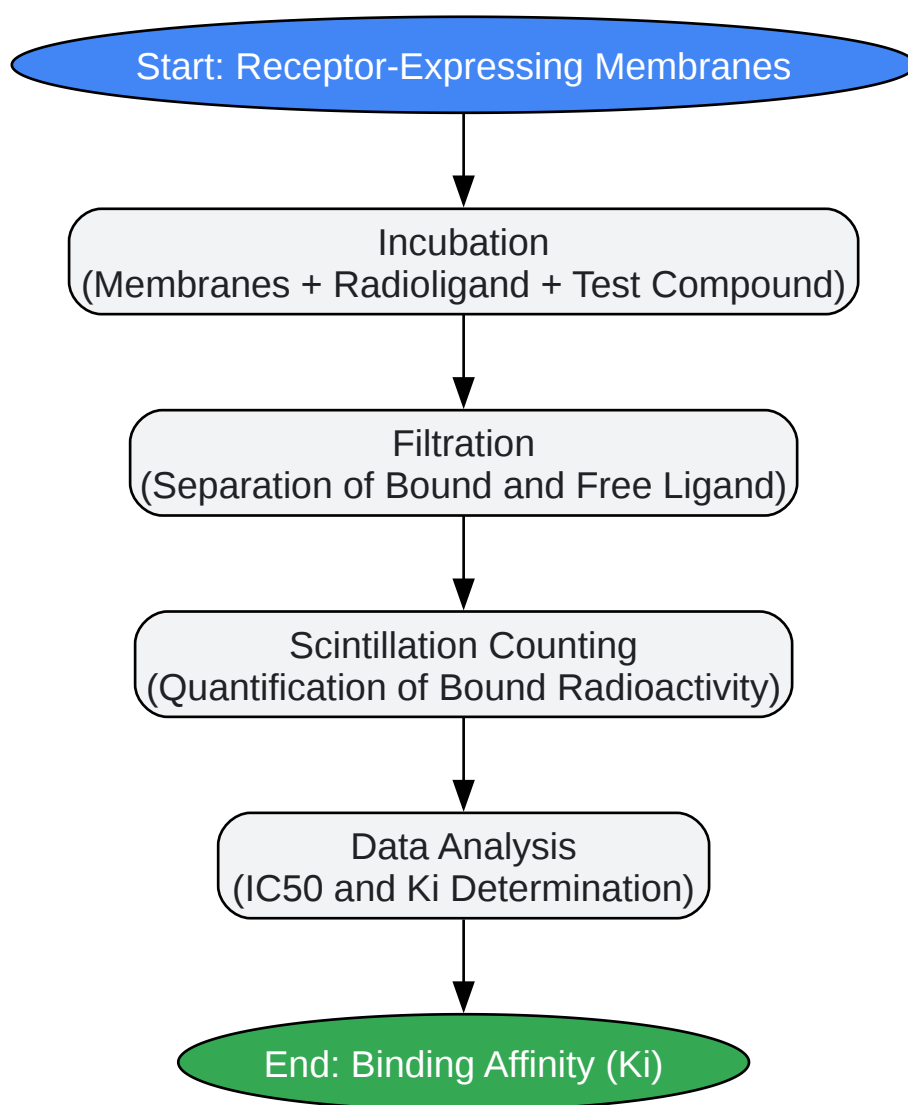 Start: Receptor-Expressing Membranes
Incubation
(Membranes + Radioligand + Test Compound)
Filtration
(Separation of Bound and Free Ligand)
Scintillation Counting
(Quantification of Bound Radioactivity)
Data Analysis
(IC50 and Ki Determination)
End: Binding Affinity (Ki)